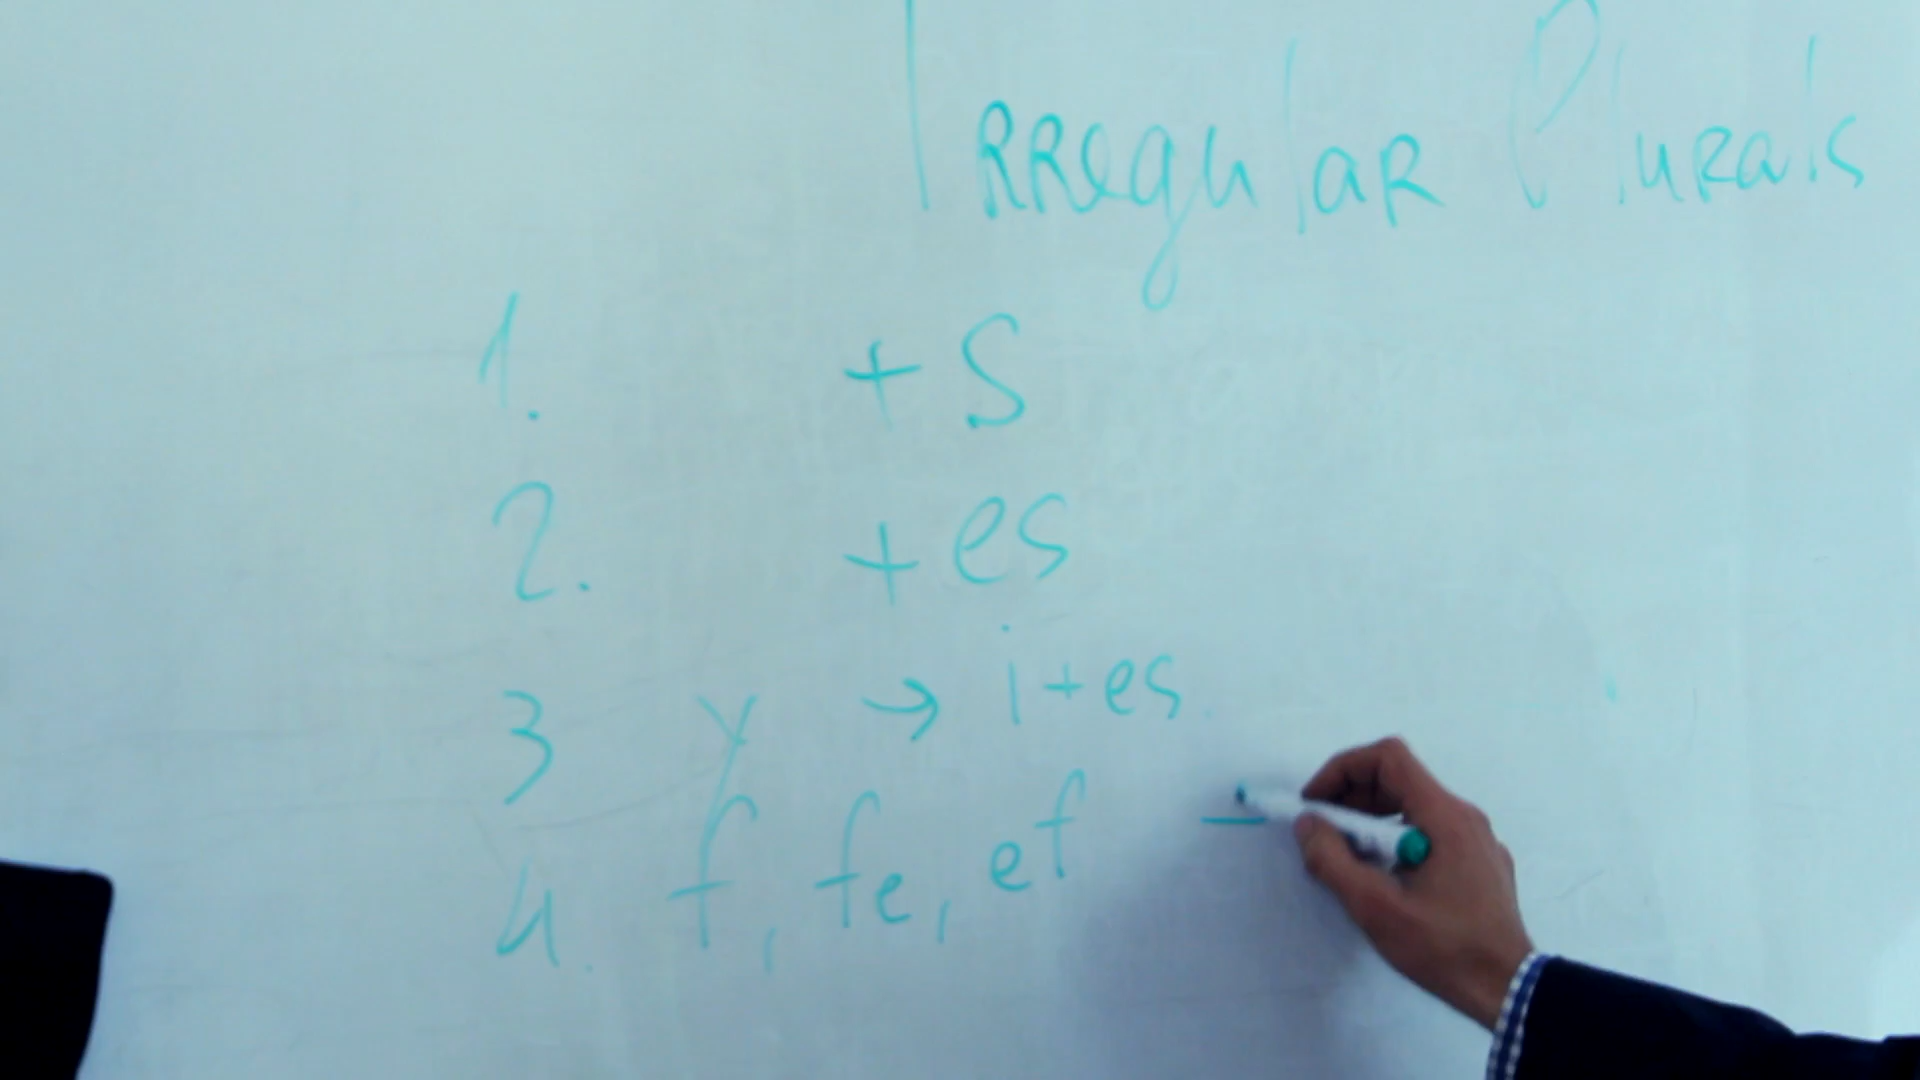 Irregular Plurals
1. + s
2. + es
3 y → i + es
4. f, fe, ef -